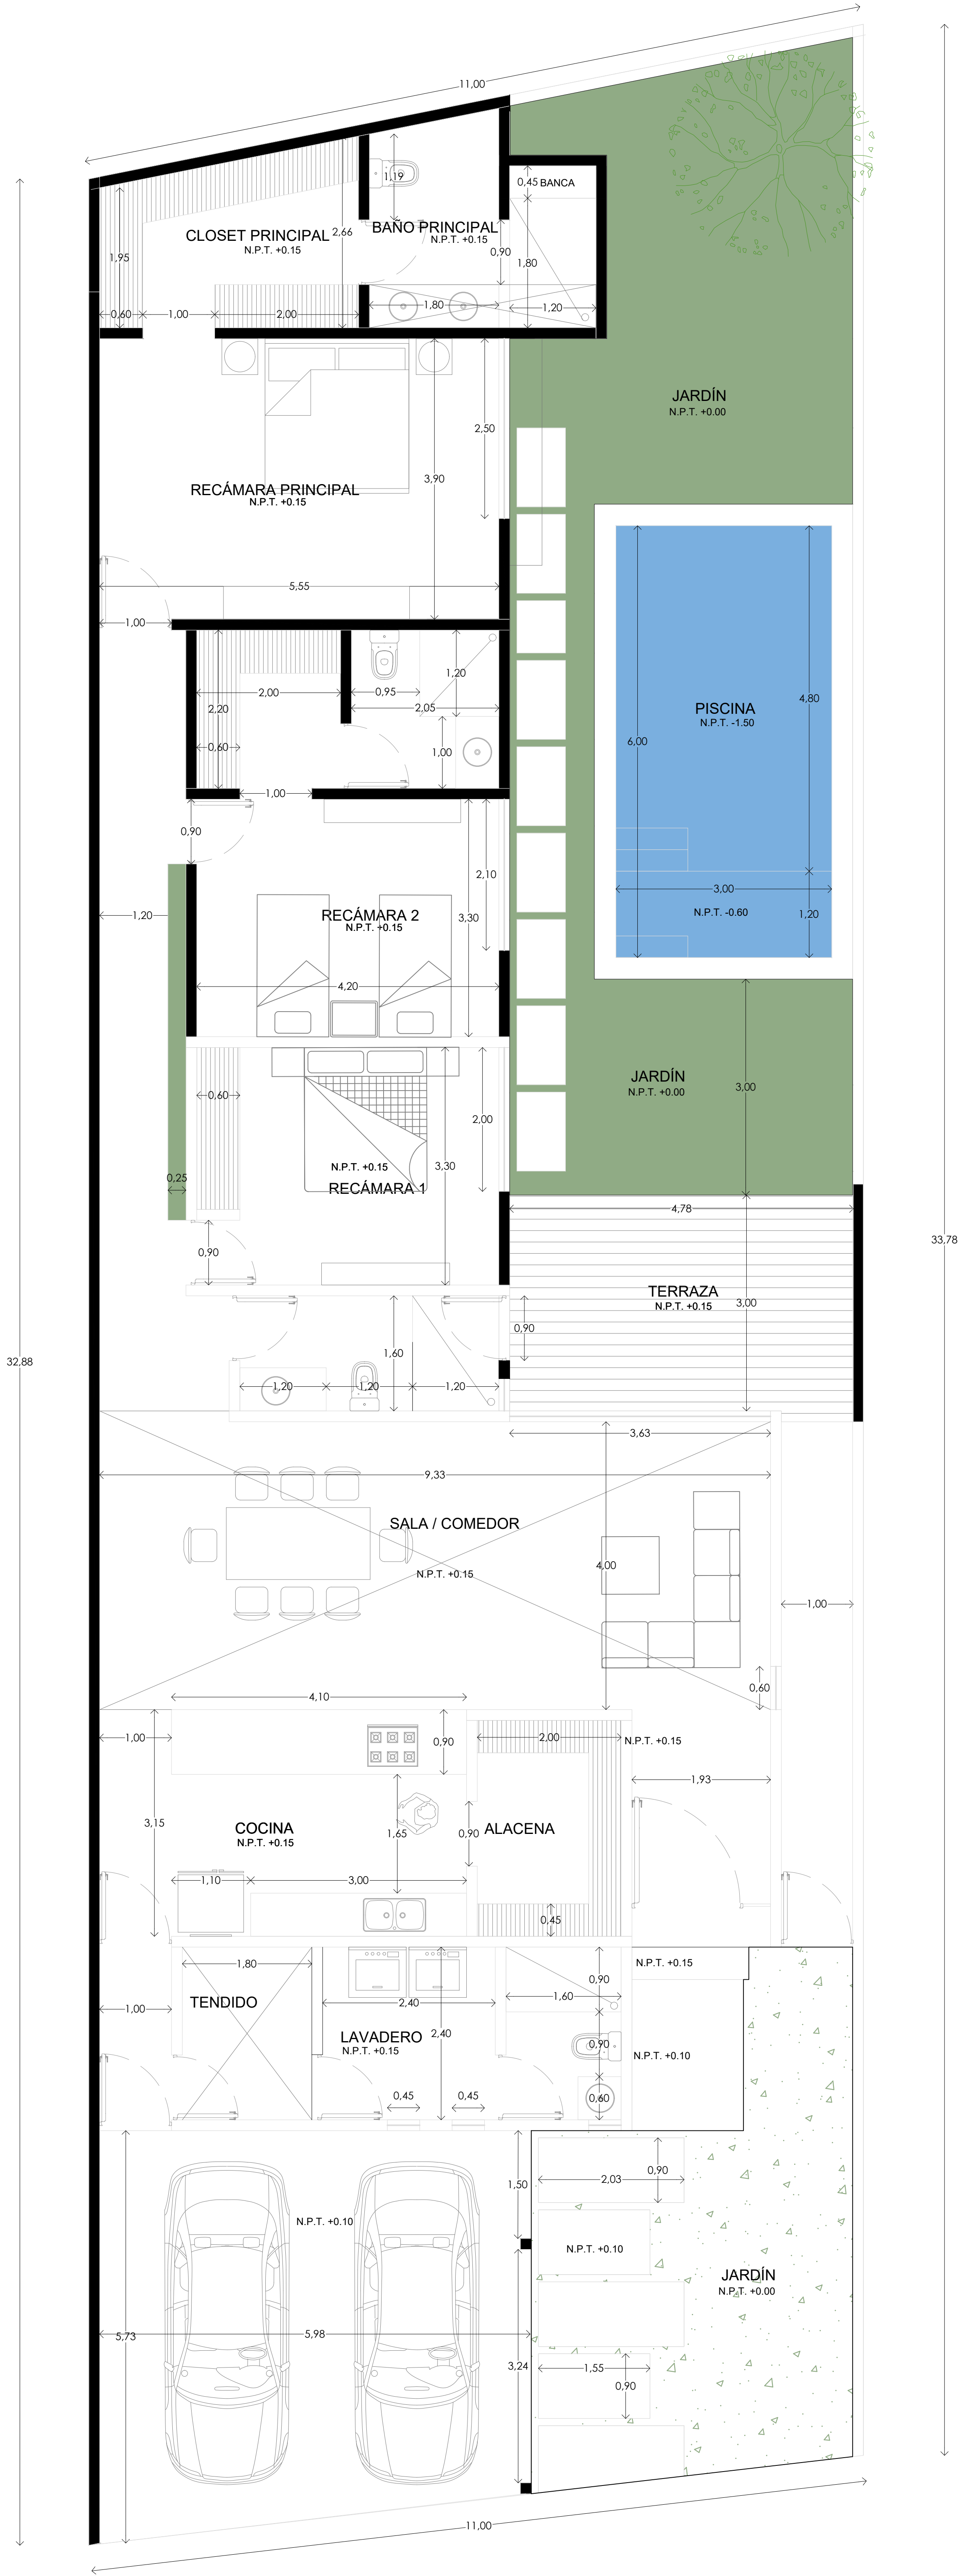 11,00
1,19
0,45 BANCA
CLOSET PRINCIPAL
N.P.T. +0.15
2,66
BAÑO PRINCIPAL
N.P.T. +0.15
1,95
0,90
1,80
0,60
1,00
2,00
1,80
1,20
JARDÍN
N.P.T. +0.00
2,50
3,90
RECÁMARA PRINCIPAL
N.P.T. +0.15
5,55
1,00
1,20
2,00
0,95
2,20
2,05
4,80
PISCINA
N.P.T. -1.50
6,00
0,60
1,00
1,00
0,90
2,10
3,00
N.P.T. -0.60
1,20
1,20
RECÁMARA 2
N.P.T. +0.15
3,30
4,20
JARDÍN
N.P.T. +0.00
3,00
0,60
2,00
N.P.T. +0.15
3,30
0,25
RECÁMARA 1
4,78
33,78
0,90
TERRAZA
N.P.T. +0.15
3,00
0,90
1,60
32,88
1,20
1,20
1,20
3,63
9,33
SALA / COMEDOR
4,00
N.P.T. +0.15
1,00
0,60
4,10
1,00
0,90
2,00
N.P.T. +0.15
1,93
3,15
COCINA
N.P.T. +0.15
1,65
0,90
ALACENA
1,10
3,00
0,45
1,80
0,90
N.P.T. +0.15
1,60
TENDIDO
1,00
2,40
LAVADERO
N.P.T. +0.15
2,40
0,90
N.P.T. +0.10
0,45
0,45
0,60
0,90
2,03
1,50
N.P.T. +0.10
N.P.T. +0.10
JARDÍN
N.P.T. +0.00
5,73
5,98
3,24
1,55
0,90
11,00